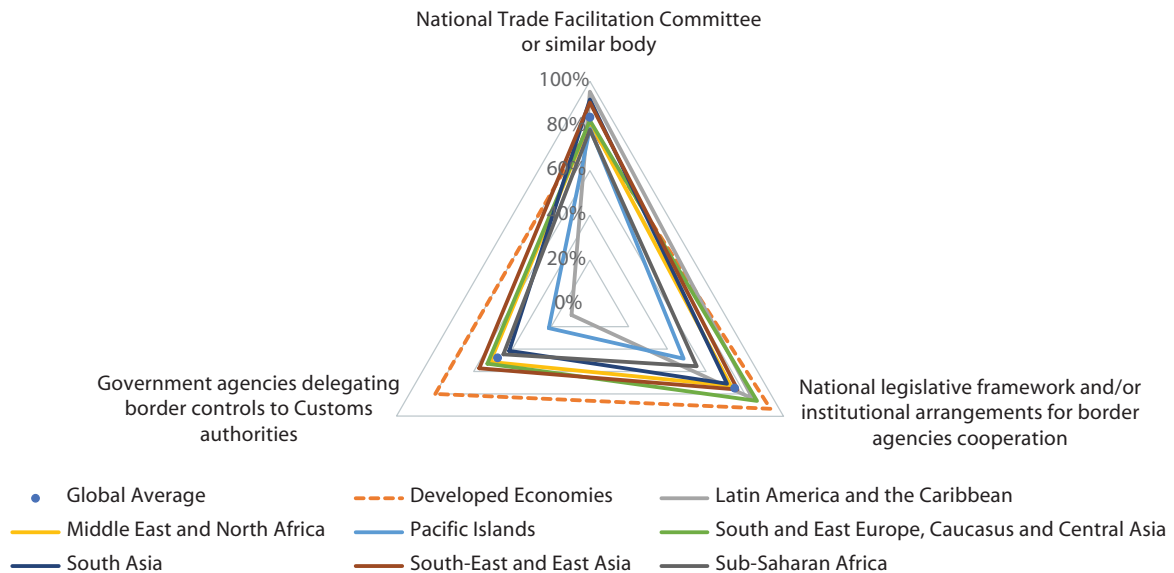 National Trade Facilitation Committee
or similar body
100%
80%
60%
40%
20%
0%
Government agencies delegating
border controls to Customs
authorities
National legislative framework and/or
institutional arrangements for border
agencies cooperation
Global Average
Developed Economies
Latin America and the Caribbean
Middle East and North Africa
Pacific Islands
South and East Europe, Caucasus and Central Asia
South Asia
South-East and East Asia
Sub-Saharan Africa